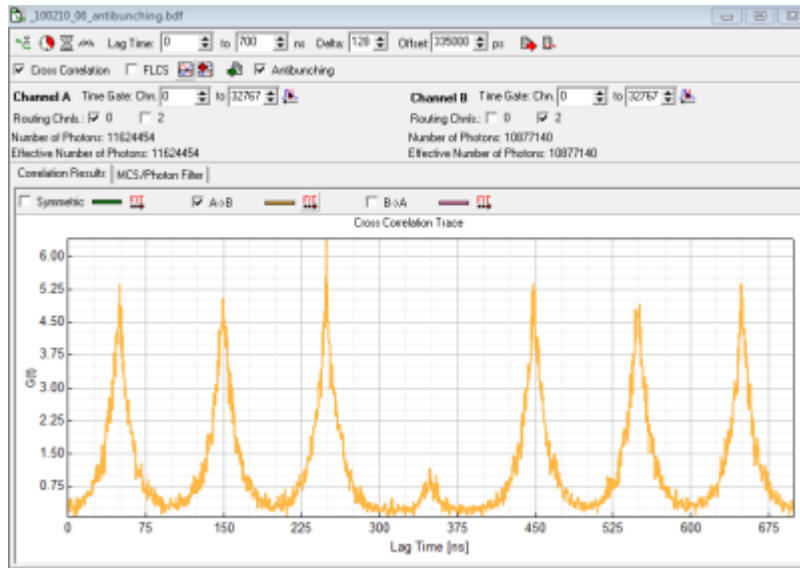 _100210_06_antibunching.bdf
Lag Time: 0 to 700 ns Delta: 128 Offset 335000 ps
Cross Correlation FLCS Antibunching
Channel A Time Gate: Chn. 0 to 32767 Channel B Time Gate: Chn. 0 to 32767
Routing Chnls.: 0 2 Routing Chnls.: 0 2
Number of Photons: 11624454 Number of Photons: 10877140
Effective Number of Photons: 11624454 Effective Number of Photons: 10877140
Correlation Results MCS/Photon Filter
Symmetric FIT A->B FIT B->A FIT
Cross Correlation Trace
6.00
5.25
4.50
3.75
3.00
2.25
1.50
0.75
G(t)
0 75 150 225 300 375 450 525 600 675
Lag Time [ns]